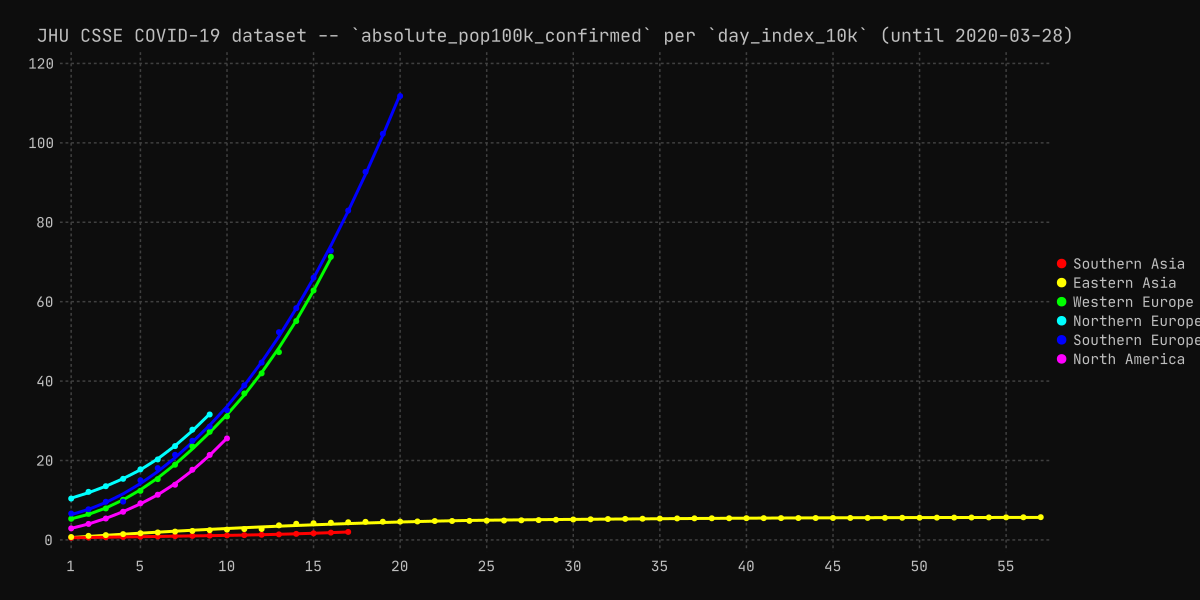 JHU CSSE COVID-19 dataset -- `absolute_pop100k_confirmed` per `day_index_10k` (until 2020-03-28)
120
100
80
60
40
20
0
1 5 10 15 20 25 30 35 40 45 50 55
Southern Asia
Eastern Asia
Western Europe
Northern Europe
Southern Europe
North America